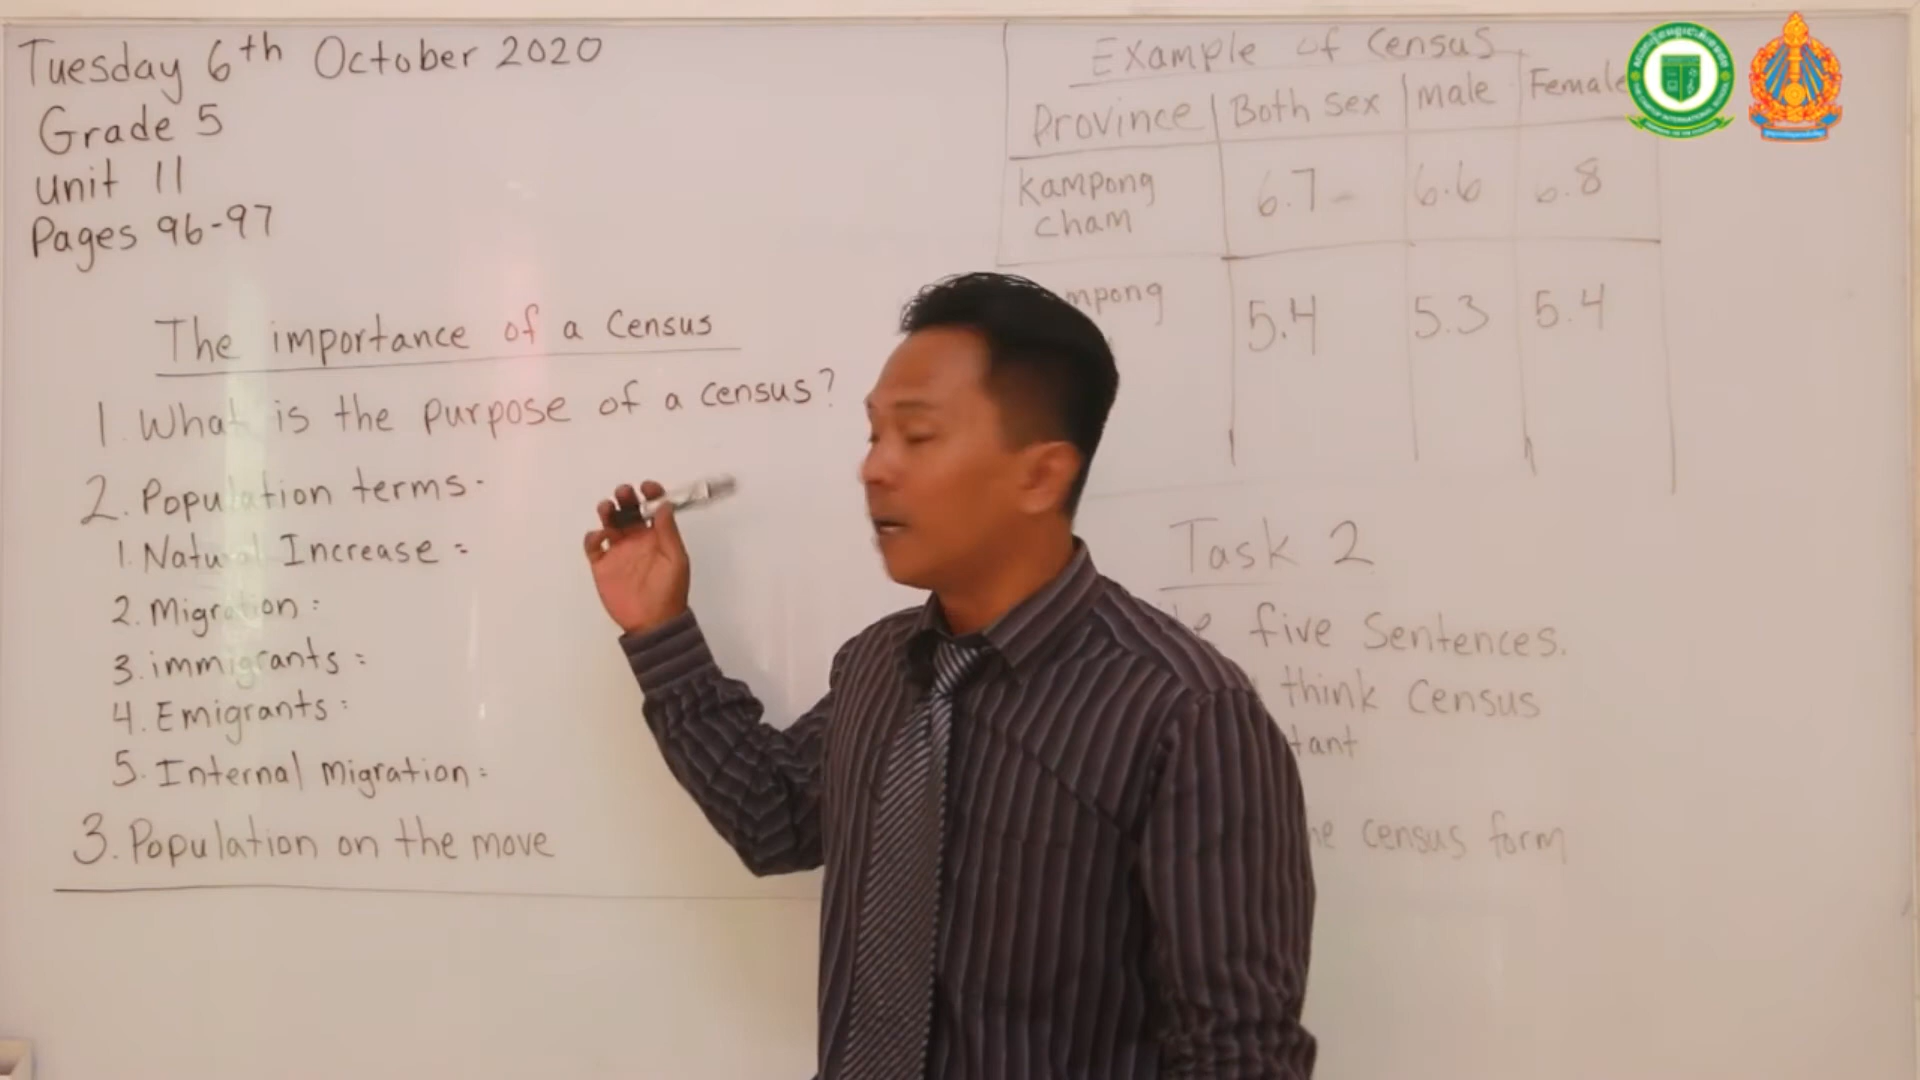 Tuesday 6th October 2020
Grade 5
Unit 11
Pages 96-97
The importance of a Census
1. What is the purpose of a census?
2. Population terms.
1. Natural Increase:
2. Migration:
3. immigrants:
4. Emigrants:
5. Internal Migration:
3. Population on the move
Example of Census
Province Both sex Male Female
Kampong 6.7 6.6 6.8
Cham
mpong 5.4 5.3 5.4
Task 2
five Sentences.
think Census
tant
census form